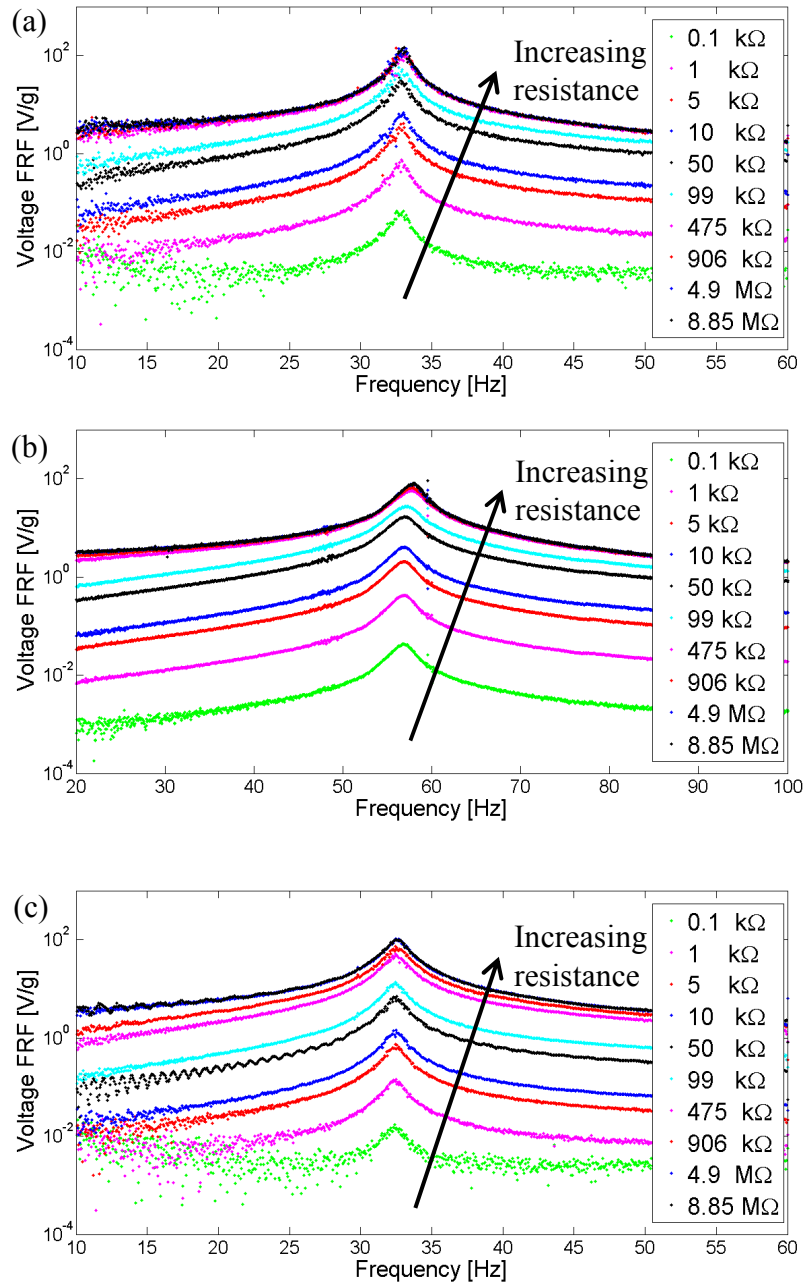 (a)
Voltage FRF [V/g]
10^2
10^0
10^-2
10^-4
Increasing
resistance
0.1 kΩ
1 kΩ
5 kΩ
10 kΩ
50 kΩ
99 kΩ
475 kΩ
906 kΩ
4.9 MΩ
8.85 MΩ
10 15 20 25 30 35 40 45 50 55 60
Frequency [Hz]
(b)
Voltage FRF [V/g]
10^2
10^0
10^-2
10^-4
Increasing
resistance
0.1 kΩ
1 kΩ
5 kΩ
10 kΩ
50 kΩ
99 kΩ
475 kΩ
906 kΩ
4.9 MΩ
8.85 MΩ
20 30 40 50 60 70 80 90 100
Frequency [Hz]
(c)
Voltage FRF [V/g]
10^2
10^0
10^-2
10^-4
Increasing
resistance
0.1 kΩ
1 kΩ
5 kΩ
10 kΩ
50 kΩ
99 kΩ
475 kΩ
906 kΩ
4.9 MΩ
8.85 MΩ
10 15 20 25 30 35 40 45 50 55 60
Frequency [Hz]